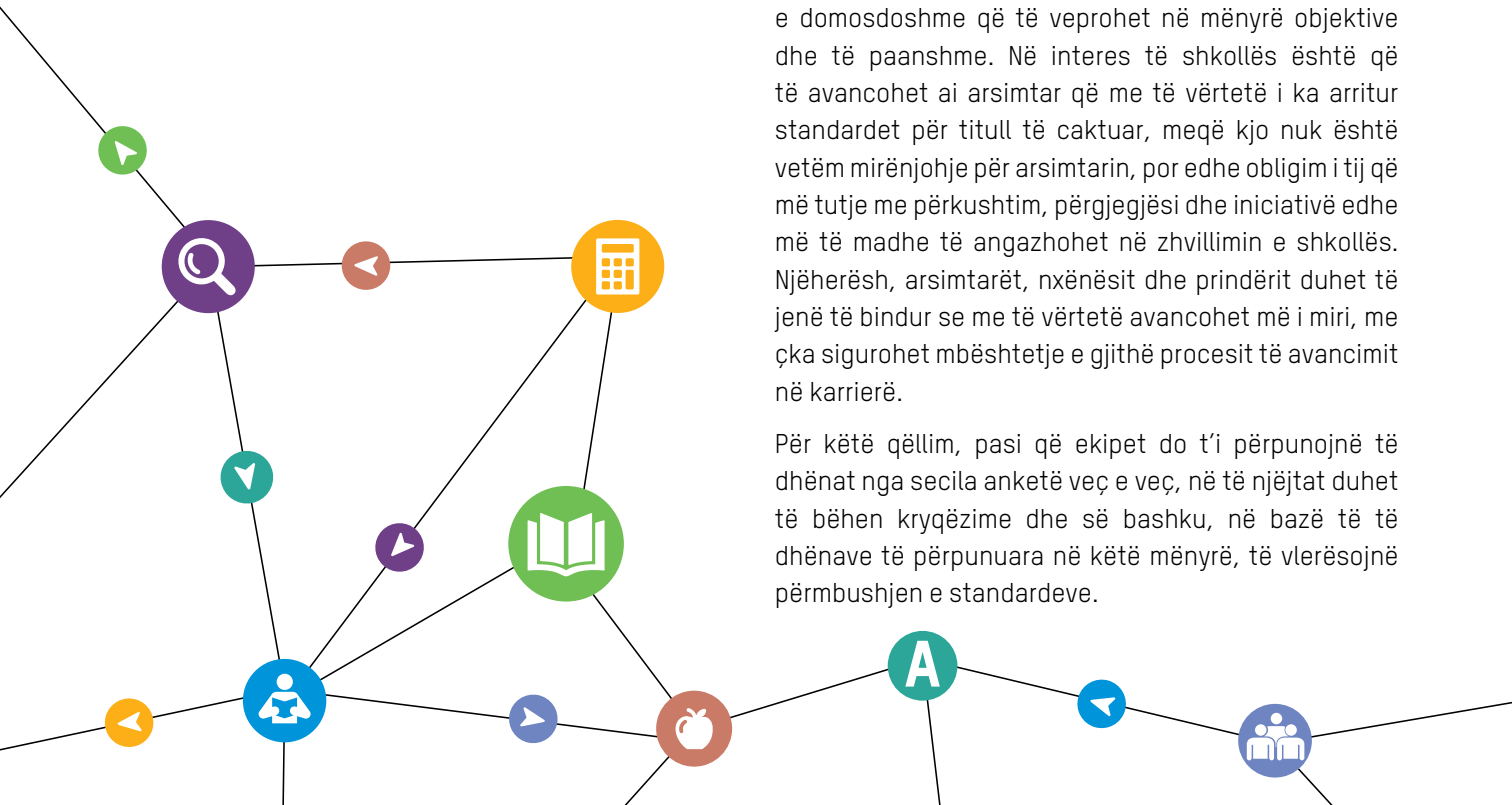 e domosdoshme që të veprohet në mënyrë objektive
dhe të paanshme. Në interes të shkollës është që
të avancohet ai arsimtar që me të vërtetë i ka arritur
standardet për titull të caktuar, meqë kjo nuk është
vetëm mirënjohje për arsimtarin, por edhe obligim i tij që
më tutje me përkushtim, përgjegjësi dhe iniciativë edhe
më të madhe të angazhohet në zhvillimin e shkollës.
Njëherësh, arsimtarët, nxënësit dhe prindërit duhet të
jenë të bindur se me të vërtetë avancohet më i miri, me
çka sigurohet mbështetje e gjithë procesit të avancimit
në karrierë.
Për këtë qëllim, pasi që ekipet do t'i përpunojnë të
dhënat nga secila anketë veç e veç, në të njëjtat duhet
të bëhen kryqëzime dhe së bashku, në bazë të të
dhënave të përpunuara në këtë mënyrë, të vlerësojnë
përmbushjen e standardeve.
A